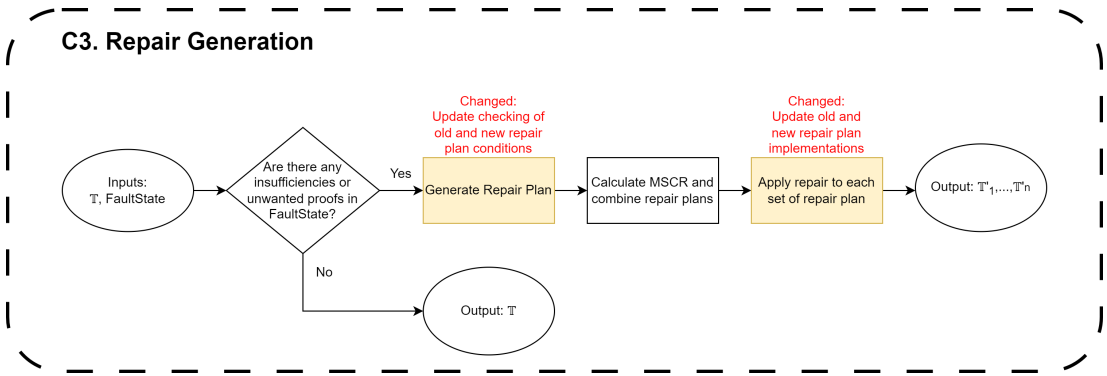 C3. Repair Generation
Inputs:
𝕋, FaultState
Are there any
insufficiencies or
unwanted proofs in
FaultState?
Yes
No
Changed:
Update checking of
old and new repair
plan conditions
Generate Repair Plan
Calculate MSCR and
combine repair plans
Changed:
Update old and
new repair plan
implementations
Apply repair to each
set of repair plan
Output: 𝕋'₁,...,𝕋'ₙ
Output: 𝕋